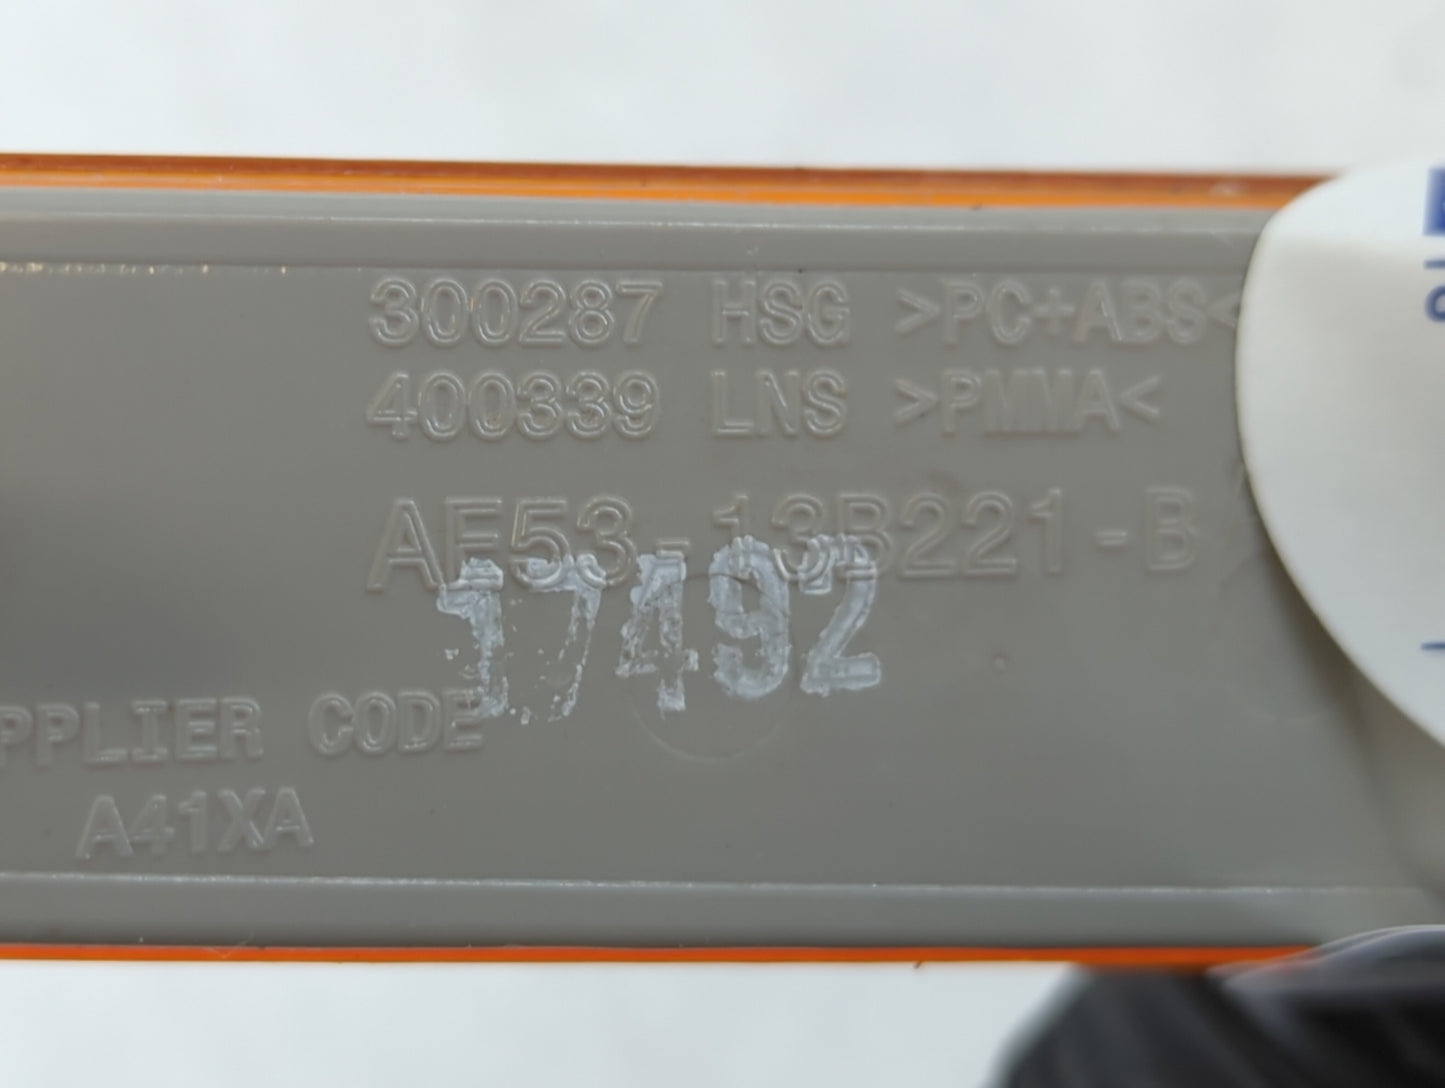 300287 HSG >PC+ABS<
400339 LNS >PMMA<
AE53-13B221-B
17492
PPLIER CODE
A41XA